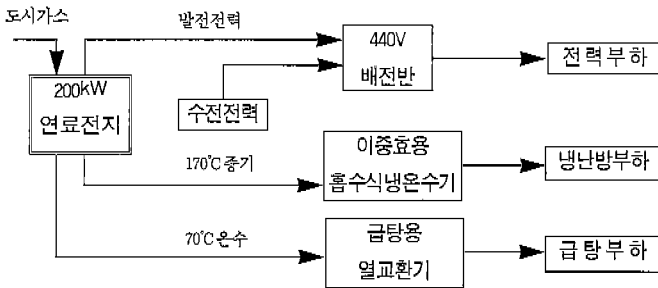 도시가스
발전전력
200kW
연료전지
440V
배전반
전력부하
수전전력
170℃ 증기
이중효용
흡수식냉온수기
냉난방부하
70℃ 온수
급탕용
열교환기
급탕부하